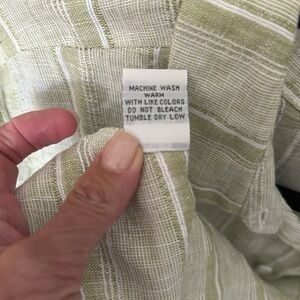 MACHINE WASH
WARM
WITH LIKE COLORS
DO NOT BLEACH
TUMBLE DRY LOW